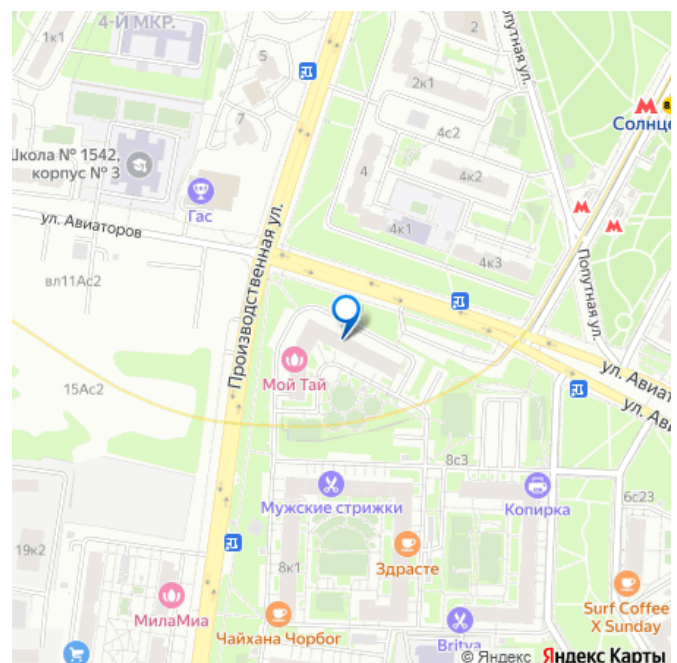 4-Й МКР.
1к1
5
7
2
2к1
4с2
4
4к2
4к1
4к3
Попутная ул.
М
М
М
в
Солнце
Школа № 1542,
корпус № 3
Гас
ул. Авиаторов
вл11Ас2
Производственная ул.
Попутная ул.
15Ас2
Мой Тай
ул. Авиат
ул. Ави
8с3
Мужские стрижки
Копирка
6с23
19к2
8к1
Здрасте
МилаМиа
Чайхана Чорбог
Britva
Surf Coffee
X Sunday
© Яндекс Яндекс Карты